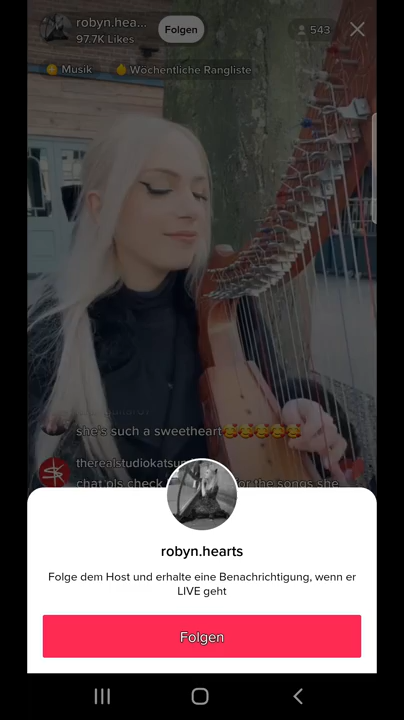 robyn.hea...
97.7K Likes
Folgen
543
Musik
Wöchentliche Rangliste
she's such a sweetheart🥰🥰🥰🥰🥰
therealstudiokatsu
chat pls check
for the songs she
robyn.hearts
Folge dem Host und erhalte eine Benachrichtigung, wenn er
LIVE geht
Folgen